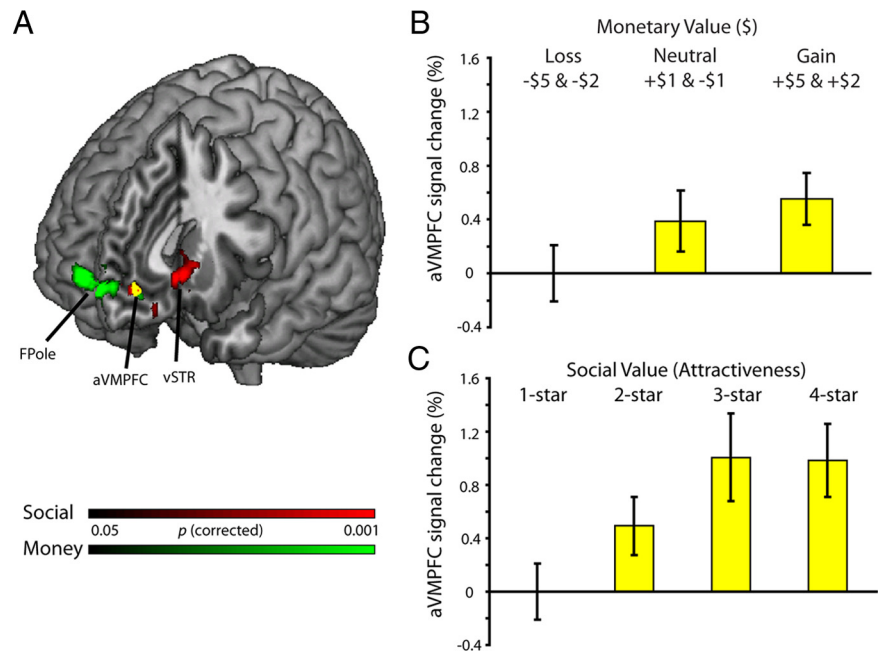 A
FPole
aVMPFC
vSTR
Social
0.05 p (corrected) 0.001
Money
B
Monetary Value ($)
Loss Neutral Gain
-$5 & -$2 +$1 & -$1 +$5 & +$2
aVMPFC signal change (%)
1.6
1.2
0.8
0.4
0
-0.4
C
Social Value (Attractiveness)
1-star 2-star 3-star 4-star
aVMPFC signal change (%)
1.6
1.2
0.8
0.4
0
-0.4